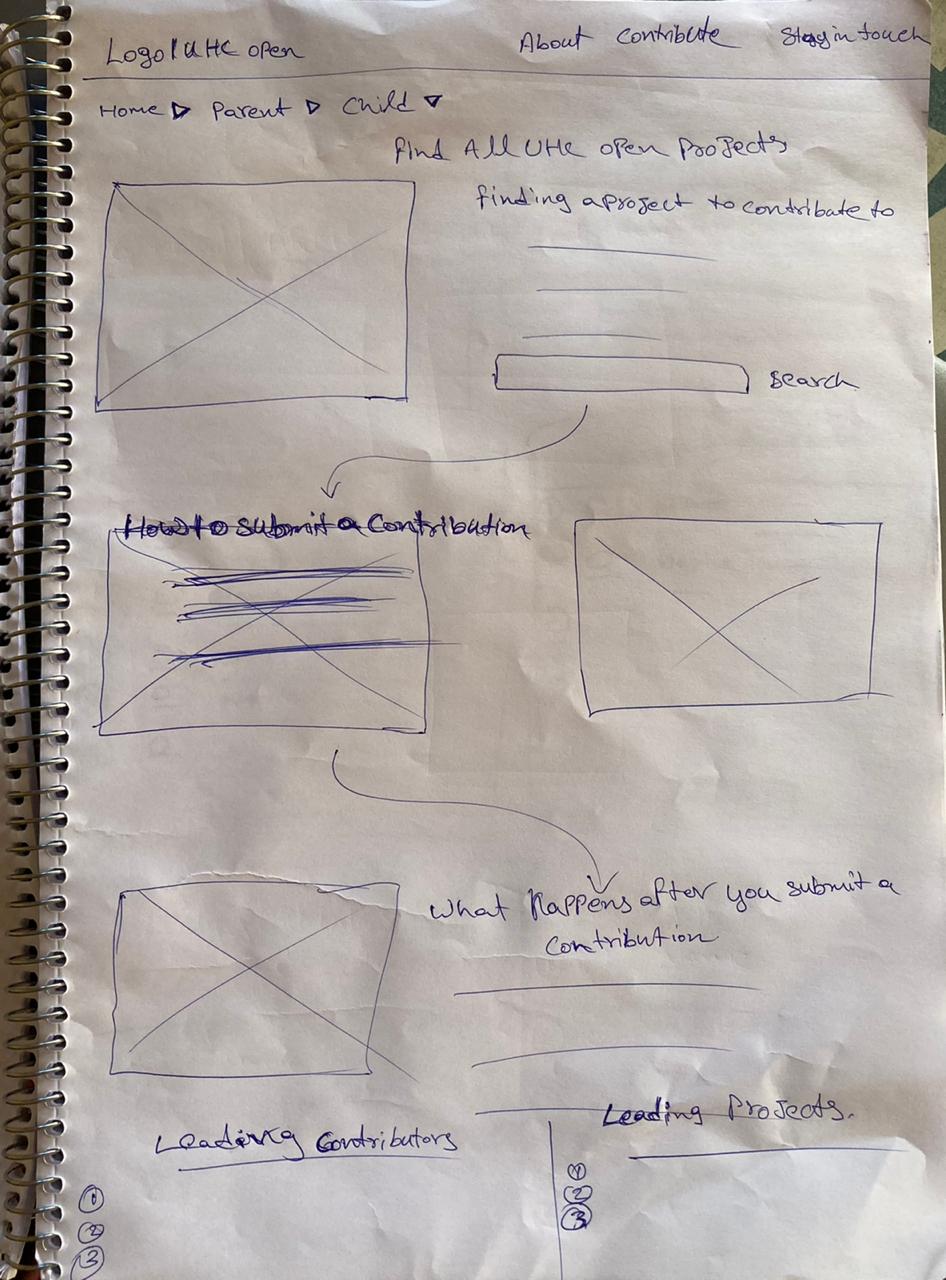 Logo | UHC open
About Contribute Stay in touch
Home ▷ Parent ▷ Child ▽
Find All UHC open Projects
finding a project to contribute to
Search
How to submit a Contribution
What Happens after you submit a
Contribution
Leading Contributors
①
②
③
Leading Projects.
①
②
③